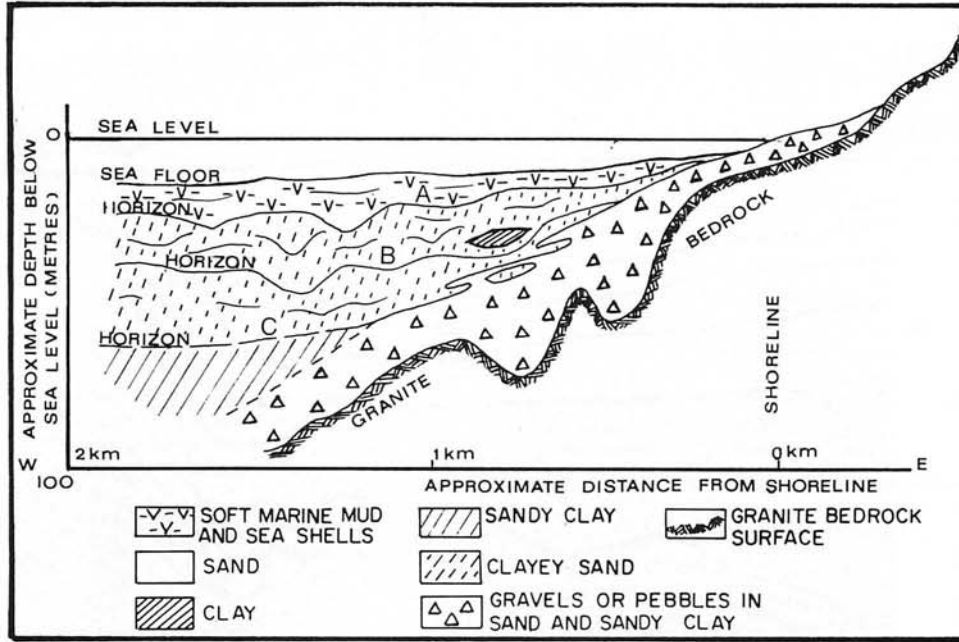 APPROXIMATE DEPTH BELOW
SEA LEVEL (METRES)
0
SEA LEVEL
SEA FLOOR
A
HORIZON
B
HORIZON
C
HORIZON
BEDROCK
GRANITE
SHORELINE
W
2km
1km
0km
E
100
APPROXIMATE DISTANCE FROM SHORELINE
SOFT MARINE MUD
AND SEA SHELLS
SAND
CLAY
SANDY CLAY
CLAYEY SAND
GRAVELS OR PEBBLES IN
SAND AND SANDY CLAY
GRANITE BEDROCK
SURFACE